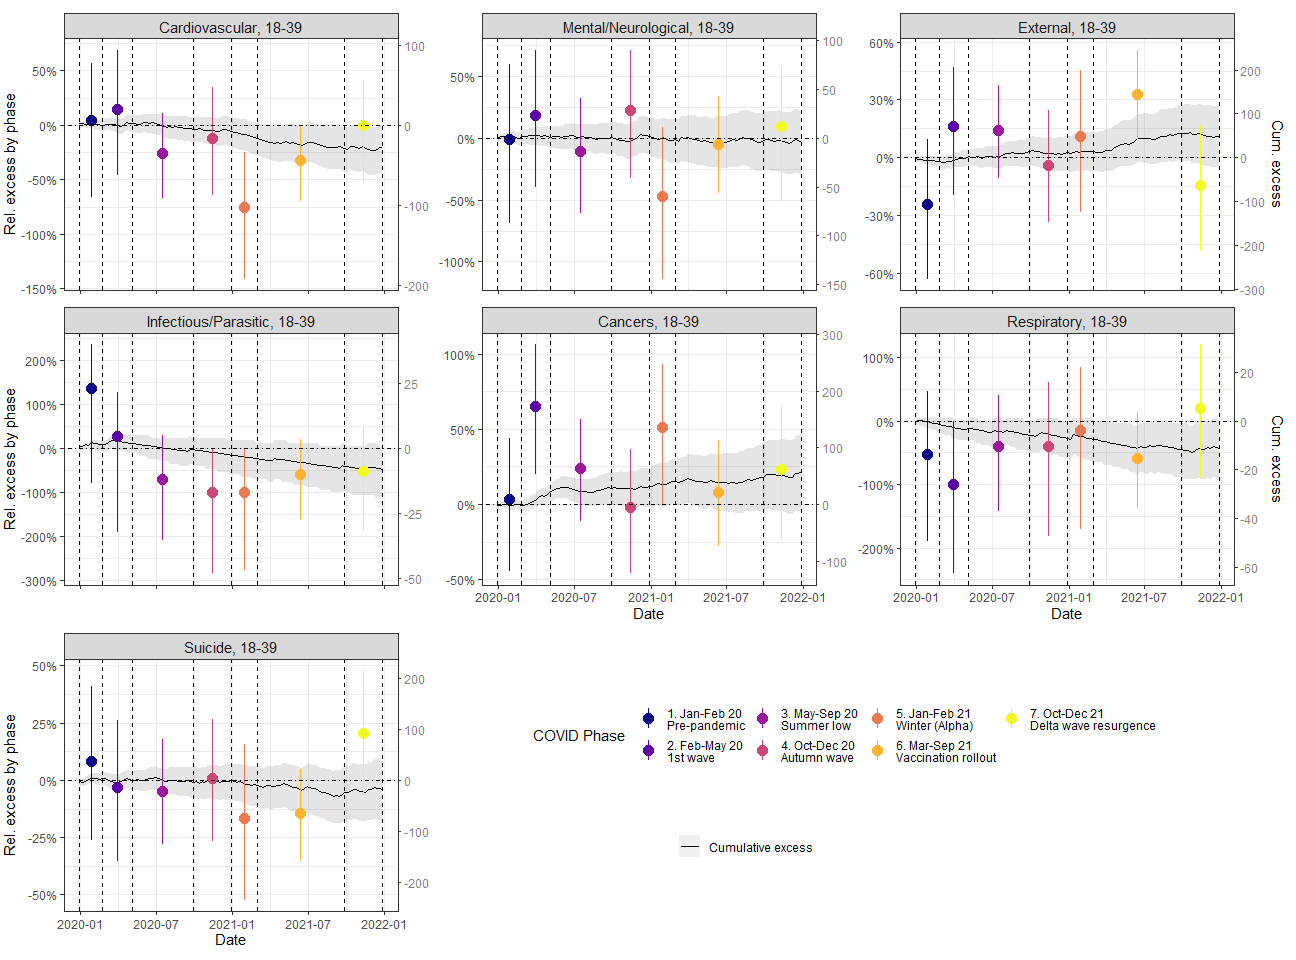 Cardiovascular, 18-39
Mental/Neurological, 18-39
External, 18-39
Rel. excess by phase
50%
0%
-50%
-100%
-150%
100
0
-100
-200
50%
0%
-50%
-100%
100
50
0
-50
-100
-150
60%
30%
0%
-30%
-60%
200
100
0
-100
-200
-300
Cum. excess
Infectious/Parasitic, 18-39
Cancers, 18-39
Respiratory, 18-39
Rel. excess by phase
200%
100%
0%
-100%
-200%
-300%
25
0
-25
-50
100%
50%
0%
-50%
300
200
100
0
-100
2020-01 2020-07 2021-01 2021-07 2022-01
Date
100%
0%
-100%
-200%
20
0
-20
-40
-60
Cum. excess
2020-01 2020-07 2021-01 2021-07 2022-01
Date
Suicide, 18-39
Rel. excess by phase
50%
25%
0%
-25%
-50%
200
100
0
-100
-200
2020-01 2020-07 2021-01 2021-07 2022-01
Date
COVID Phase
1. Jan-Feb 20
Pre-pandemic
2. Feb-May 20
1st wave
3. May-Sep 20
Summer low
4. Oct-Dec 20
Autumn wave
5. Jan-Feb 21
Winter (Alpha)
6. Mar-Sep 21
Vaccination rollout
7. Oct-Dec 21
Delta wave resurgence
Cumulative excess